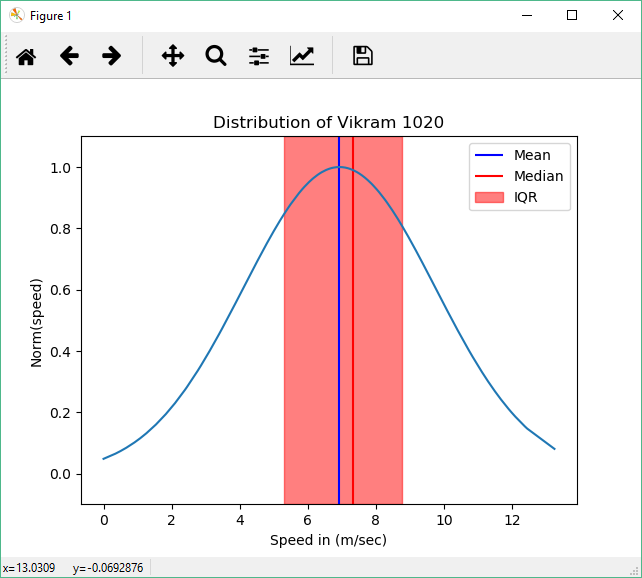 Figure 1
Distribution of Vikram 1020
Mean
Median
IQR
1.0
0.8
0.6
0.4
0.2
0.0
Norm(speed)
0 2 4 6 8 10 12
Speed in (m/sec)
x=13.0309 y=-0.0692876